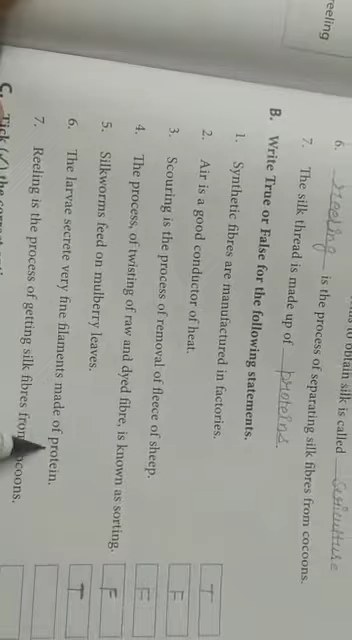 reeling
to obtain silk is called sericulture
6. Reeling is the process of separating silk fibres from cocoons.
7. The silk thread is made up of proteins.
B. Write True or False for the following statements.
1. Synthetic fibres are manufactured in factories. T
2. Air is a good conductor of heat. F
3. Scouring is the process of removal of fleece of sheep. F
4. The process, of twisting of raw and dyed fibre, is known as sorting. F
5. Silkworms feed on mulberry leaves. T
6. The larvae secrete very fine filaments made of protein.
7. Reeling is the process of getting silk fibres from cocoons.
C. Tick (✓) the correct